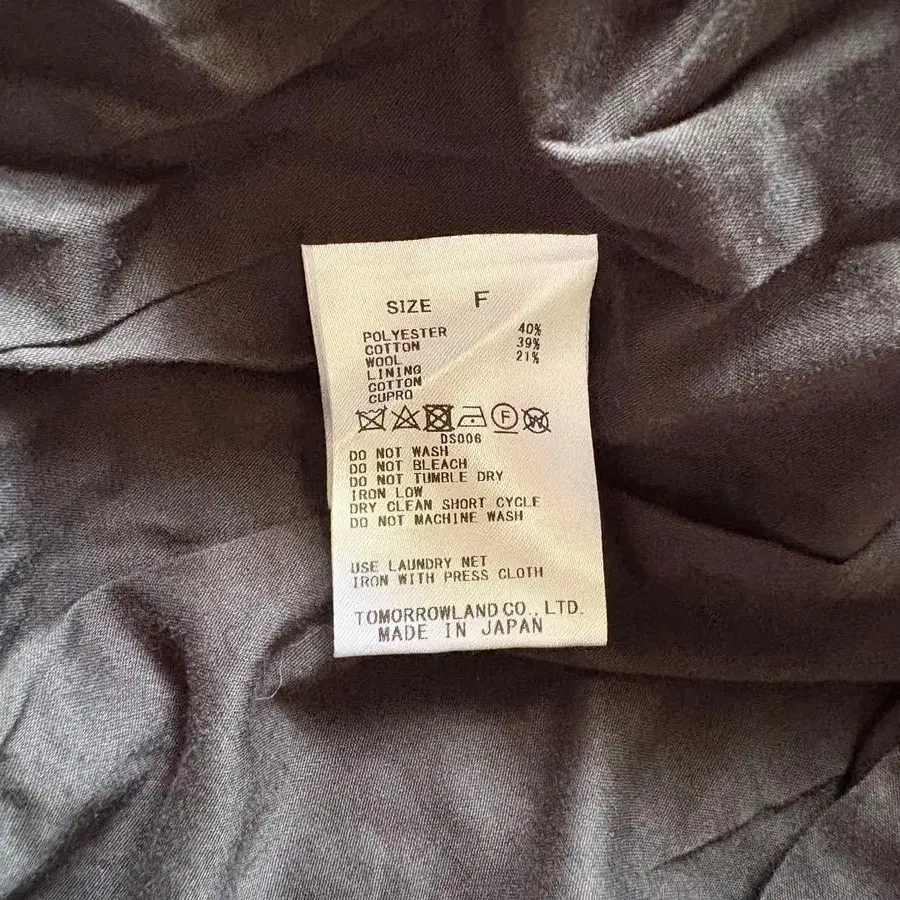 SIZE F
POLYESTER 40%
COTTON 39%
WOOL 21%
LINING
COTTON
CUPRO
F W
DS006
DO NOT WASH
DO NOT BLEACH
DO NOT TUMBLE DRY
IRON LOW
DRY CLEAN SHORT CYCLE
DO NOT MACHINE WASH
USE LAUNDRY NET
IRON WITH PRESS CLOTH
TOMORROWLAND CO., LTD.
MADE IN JAPAN